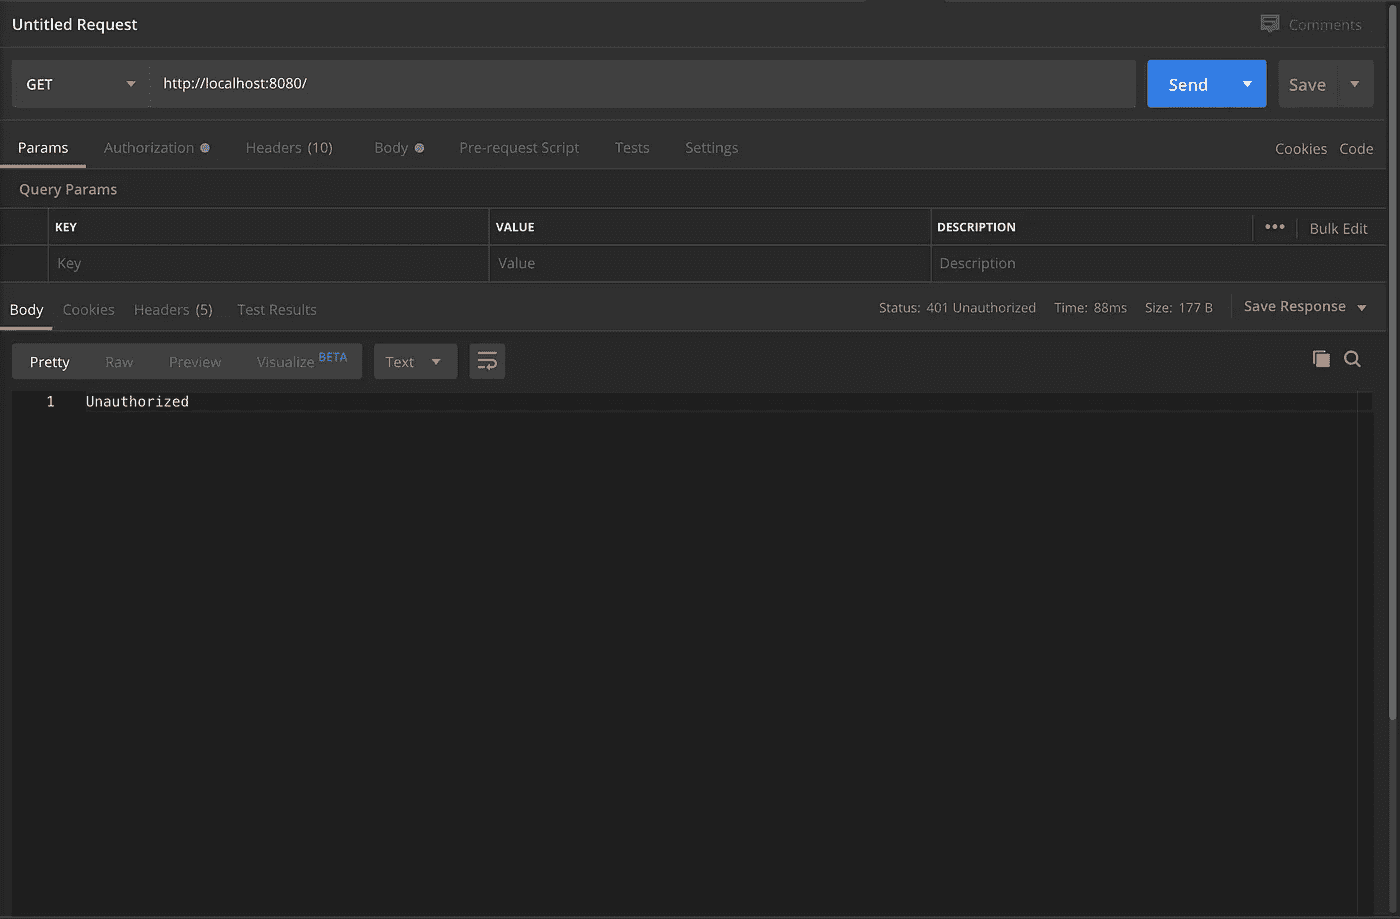 Untitled Request
Comments
GET http://localhost:8080/ Send Save
Params Authorization Headers (10) Body Pre-request Script Tests Settings Cookies Code
Query Params
KEY VALUE DESCRIPTION ••• Bulk Edit
Key Value Description
Body Cookies Headers (5) Test Results Status: 401 Unauthorized Time: 88ms Size: 177 B Save Response
Pretty Raw Preview Visualize BETA Text
1 Unauthorized